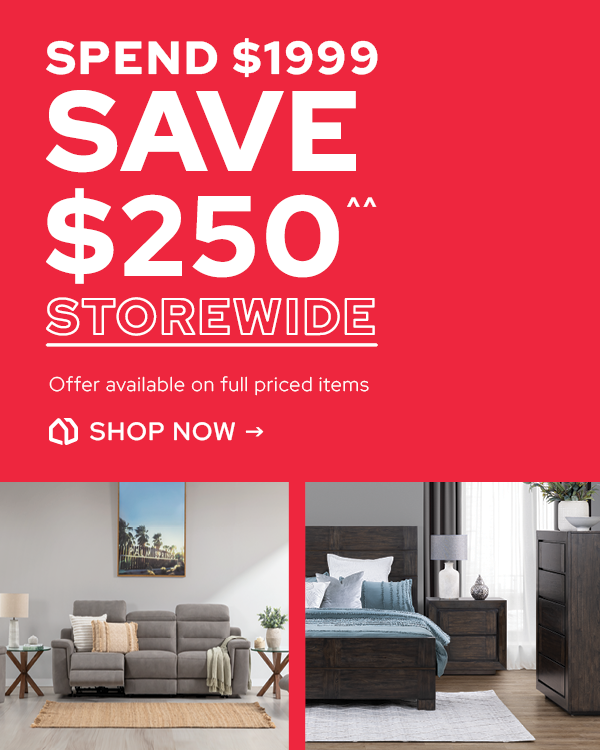 SPEND $1999
SAVE
$250^^
STOREWIDE
Offer available on full priced items
SHOP NOW →